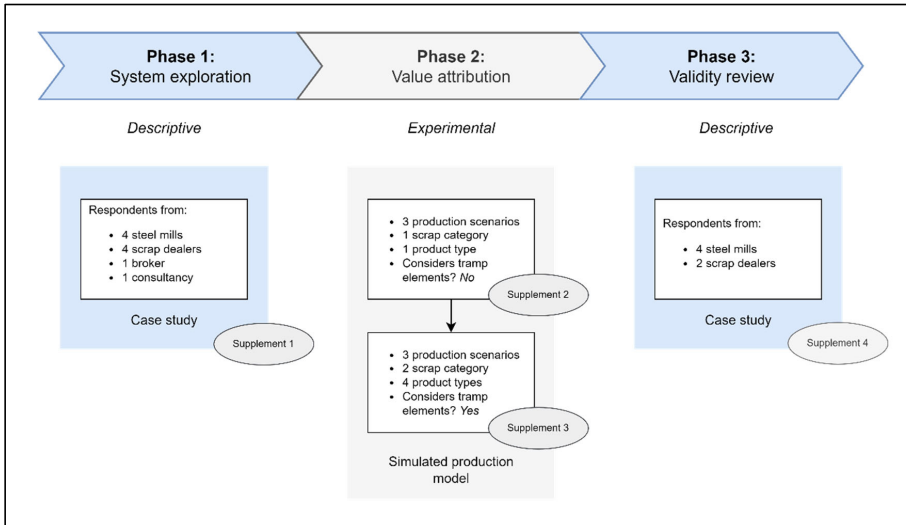 Phase 1:
System exploration
Phase 2:
Value attribution
Phase 3:
Validity review
Descriptive
Experimental
Descriptive
Respondents from:
• 4 steel mills
• 4 scrap dealers
• 1 broker
• 1 consultancy
Case study
Supplement 1
• 3 production scenarios
• 1 scrap category
• 1 product type
• Considers tramp
elements? No
Supplement 2
• 3 production scenarios
• 2 scrap category
• 4 product types
• Considers tramp
elements? Yes
Supplement 3
Simulated production
model
Respondents from:
• 4 steel mills
• 2 scrap dealers
Case study
Supplement 4